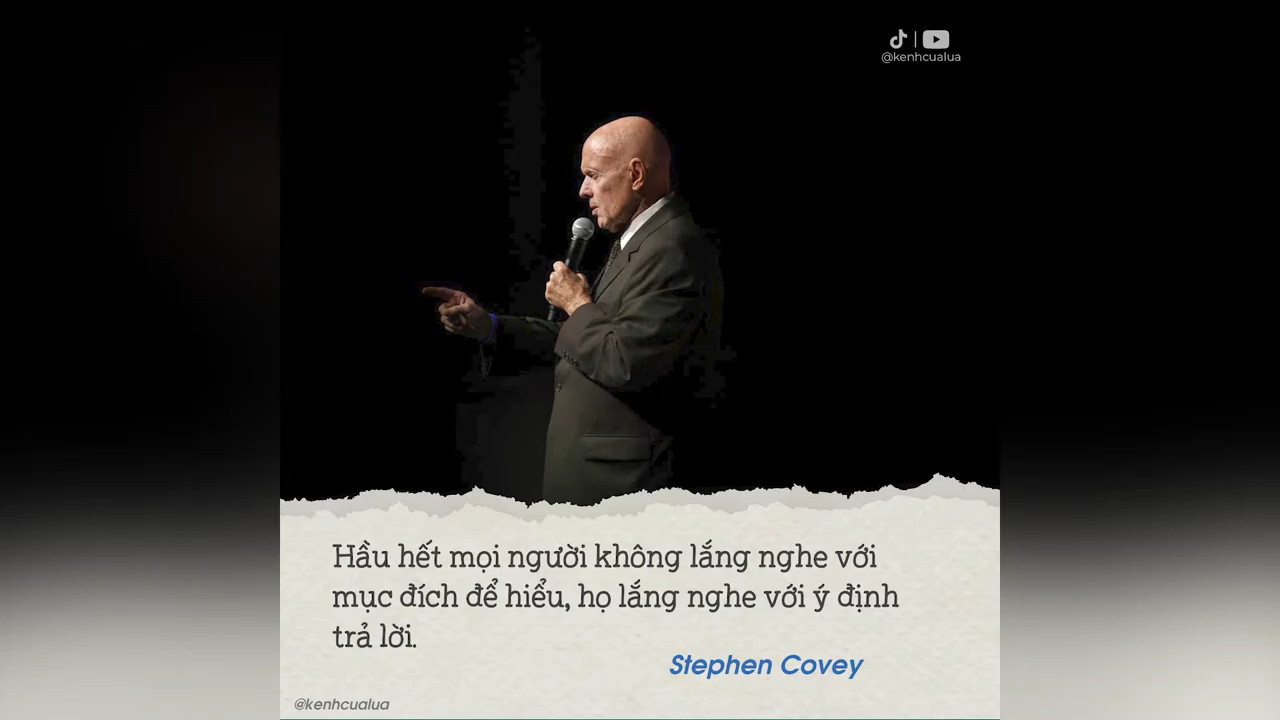 @kenhcualua
Hầu hết mọi người không lắng nghe với
mục đích để hiểu, họ lắng nghe với ý định
trả lời.
Stephen Covey
@kenhcualua